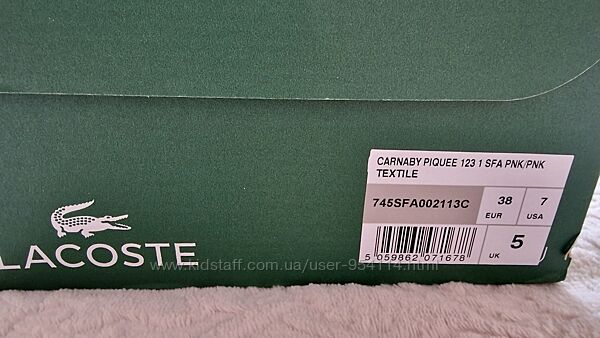 CARNABY PIQUEE 123 1 SFA PNK/PNK
TEXTILE
745SFA002113C
38
EUR
7
USA
5 059862 071678
UK
5
LACOSTE
www.kidstaff.com.ua/user-954114.html